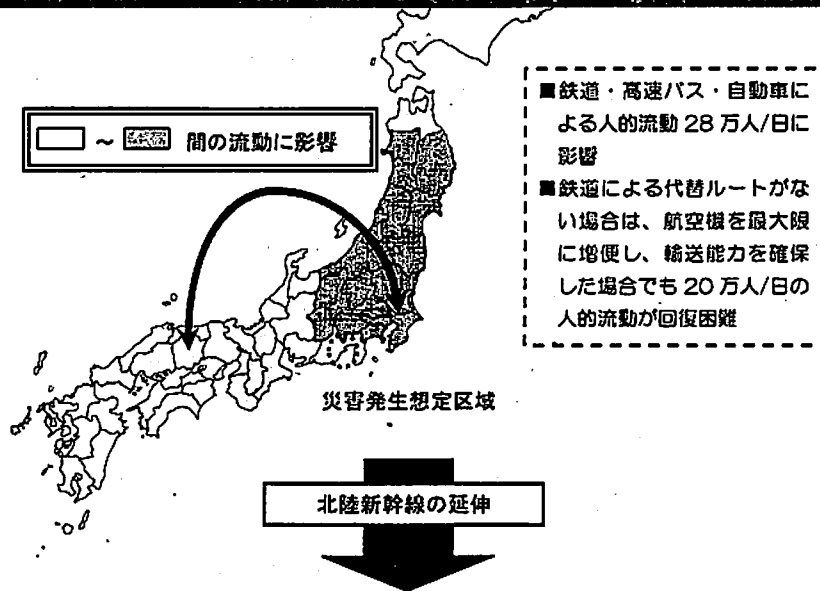 ～ 間の流動に影響
■鉄道・高速バス・自動車に
よる人的流動 28 万人/日に
影響
■鉄道による代替ルートがな
い場合は、航空機を最大限
に増便し、輸送能力を確保
した場合でも 20 万人/日の
人的流動が回復困難
災害発生想定区域
北陸新幹線の延伸